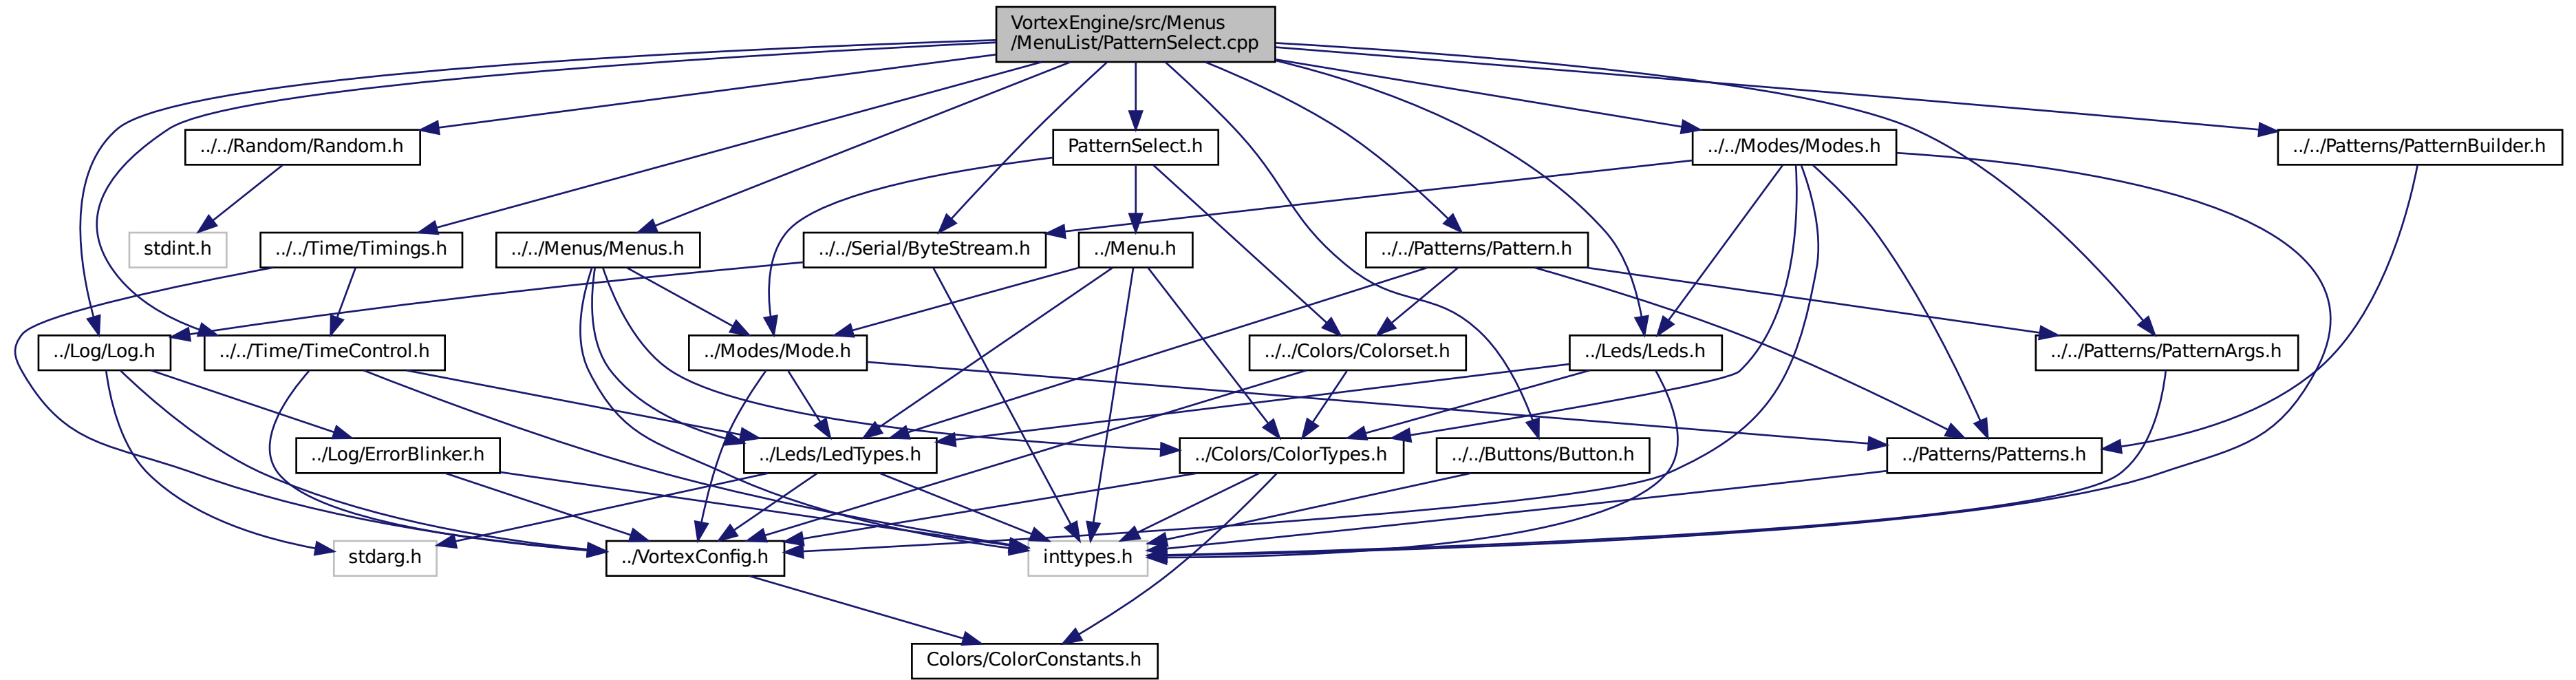 VortexEngine/src/Menus
/MenuList/PatternSelect.cpp
../../Random/Random.h
PatternSelect.h
../../Modes/Modes.h
../../Patterns/PatternBuilder.h
stdint.h
../../Time/Timings.h
../../Menus/Menus.h
../../Serial/ByteStream.h
../Menu.h
../../Patterns/Pattern.h
../Log/Log.h
../../Time/TimeControl.h
../Modes/Mode.h
../../Colors/Colorset.h
../Leds/Leds.h
../../Patterns/PatternArgs.h
../Log/ErrorBlinker.h
../Leds/LedTypes.h
../Colors/ColorTypes.h
../../Buttons/Button.h
../Patterns/Patterns.h
stdarg.h
../VortexConfig.h
inttypes.h
Colors/ColorConstants.h